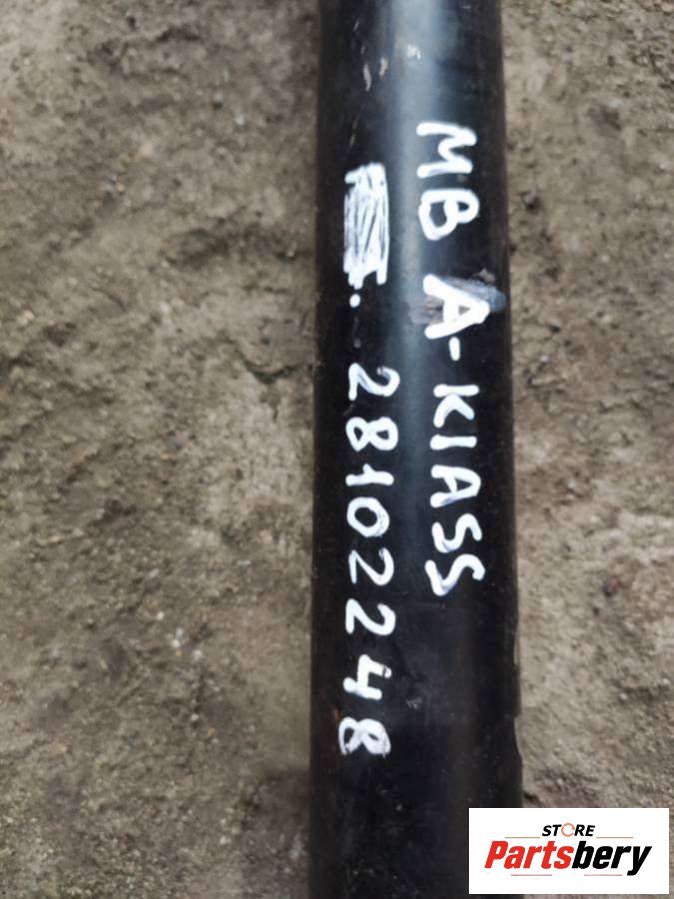 MB A-KlASS
28102248
STORE
Partsbery